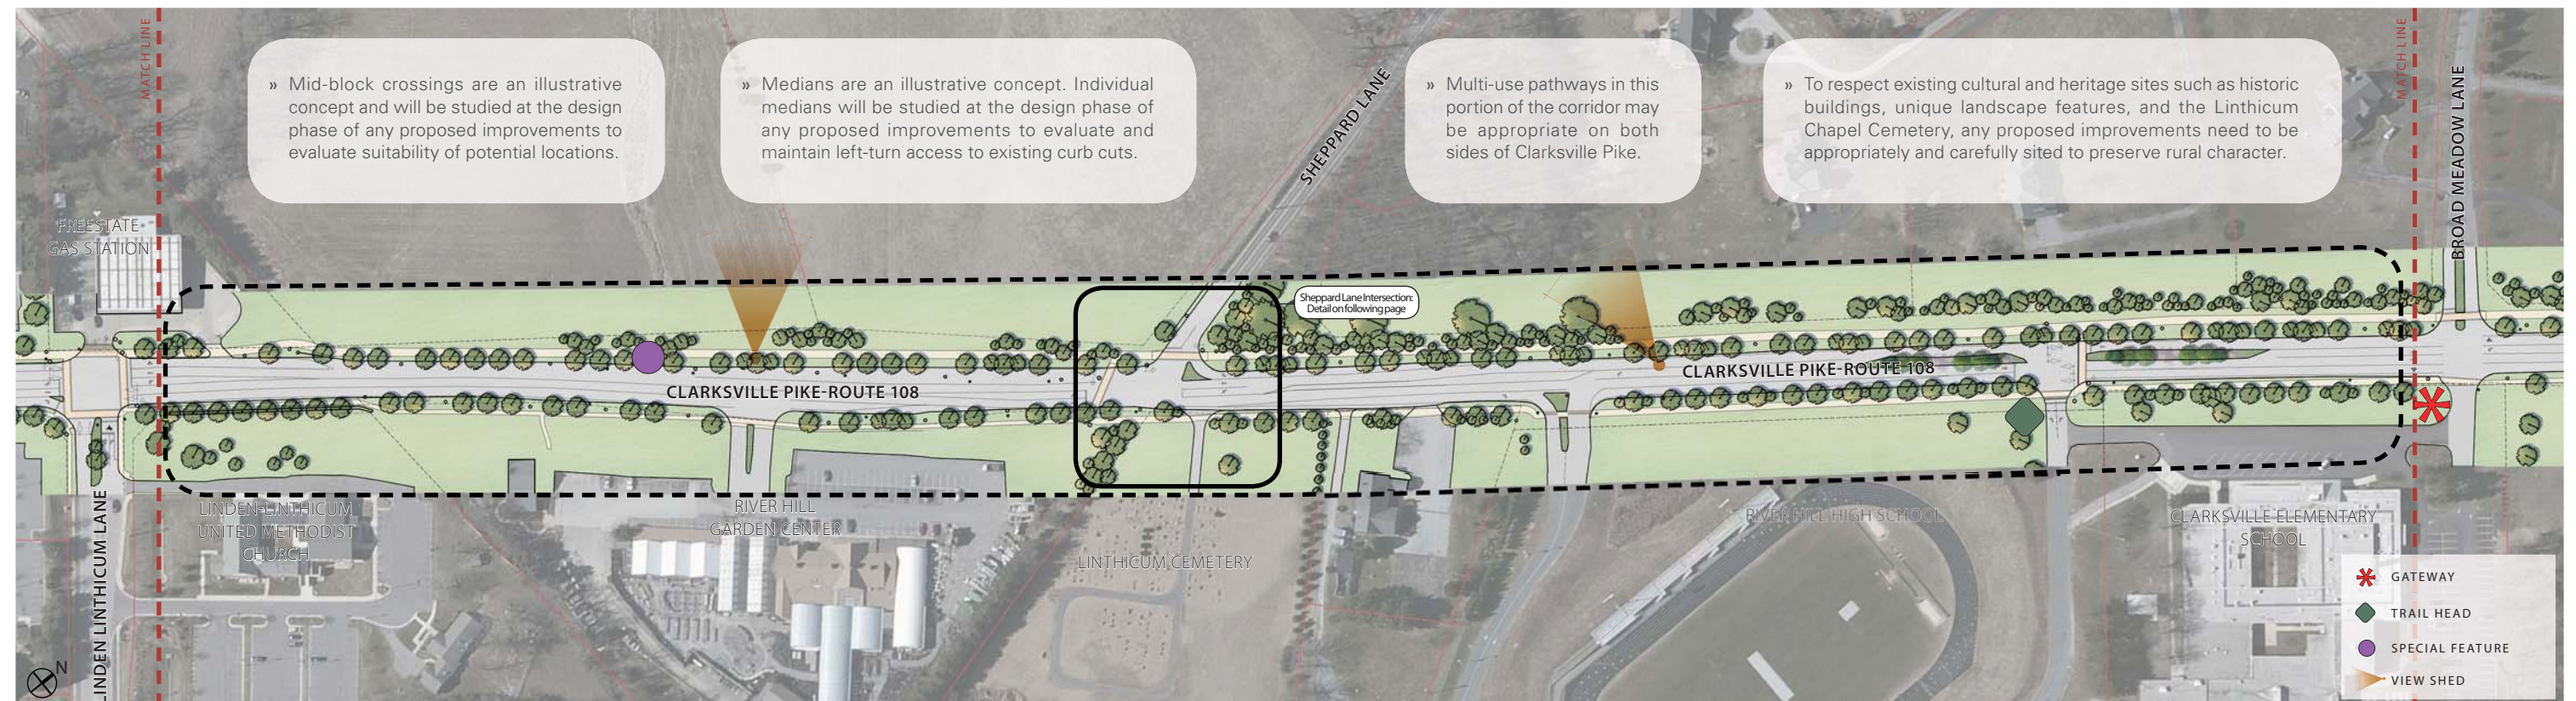 MATCH LINE
» Mid-block crossings are an illustrative
concept and will be studied at the design
phase of any proposed improvements to
evaluate suitability of potential locations.
» Medians are an illustrative concept. Individual
medians will be studied at the design phase of
any proposed improvements to evaluate and
maintain left-turn access to existing curb cuts.
SHEPPARD LANE
» Multi-use pathways in this
portion of the corridor may
be appropriate on both
sides of Clarksville Pike.
» To respect existing cultural and heritage sites such as historic
buildings, unique landscape features, and the Linthicum
Chapel Cemetery, any proposed improvements need to be
appropriately and carefully sited to preserve rural character.
MATCH LINE
BROAD MEADOW LANE
FREESTATE
GAS STATION
Sheppard Lane Intersection:
Detail on following page
CLARKSVILLE PIKE-ROUTE 108
CLARKSVILLE PIKE-ROUTE 108
LINDEN LINTHICUM LANE
LINDEN-LINTHICUM
UNITED METHODIST
CHURCH
RIVER HILL
GARDEN CENTER
LINTHICUM CEMETERY
RIVER HILL HIGH SCHOOL
CLARKSVILLE ELEMENTARY
SCHOOL
GATEWAY
TRAIL HEAD
SPECIAL FEATURE
VIEW SHED
N